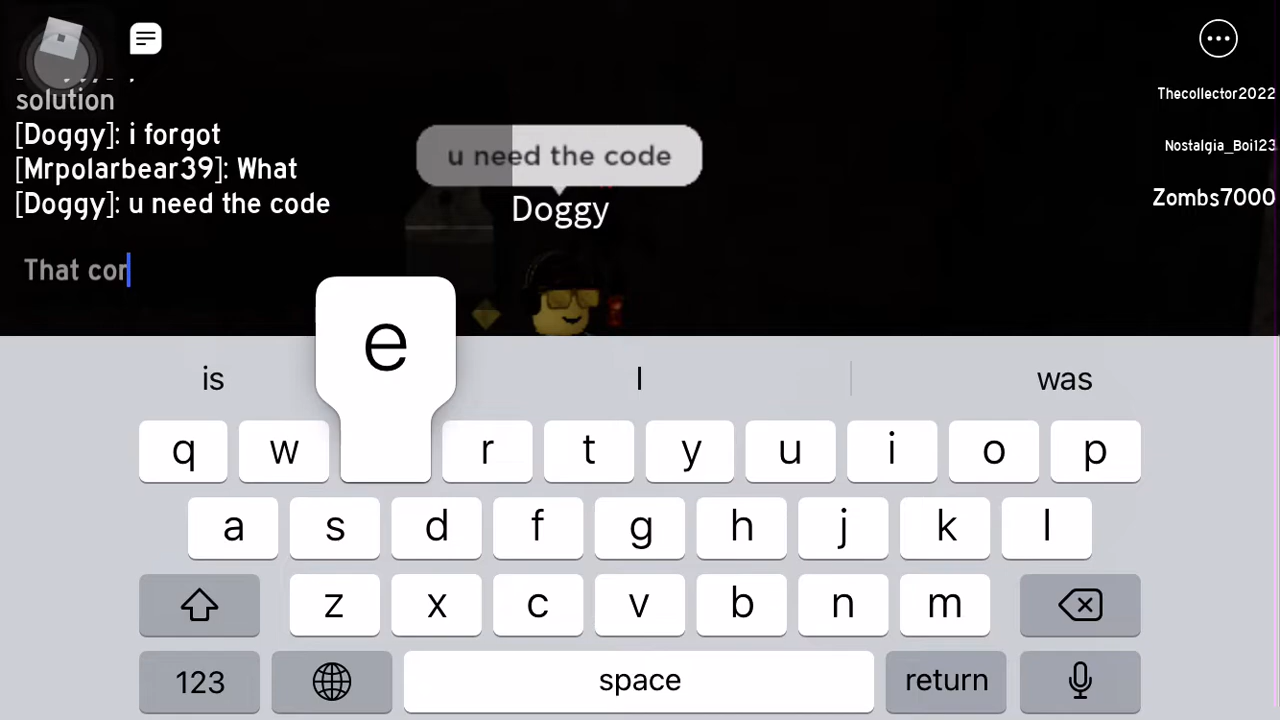 solution
[Doggy]: i forgot
[Mrpolarbear39]: What
[Doggy]: u need the code
That cor
u need the code
Doggy
Thecollector2022
Nostalgia_Boi123
Zombs7000
e
is I was
q w r t y u i o p
a s d f g h j k l
z x c v b n m
123 space return